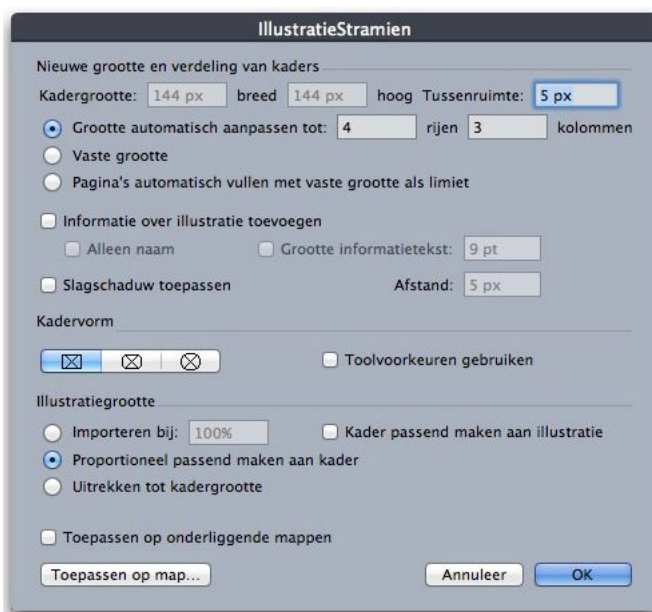 IllustratieStramien
Nieuwe grootte en verdeling van kaders
Kadergrootte: 144 px breed 144 px hoog Tussenruimte: 5 px
Grootte automatisch aanpassen tot: 4 rijen 3 kolommen
Vaste grootte
Pagina's automatisch vullen met vaste grootte als limiet
Informatie over illustratie toevoegen
Alleen naam Grootte informatietekst: 9 pt
Slagschaduw toepassen Afstand: 5 px
Kadervorm
Toolvoorkeuren gebruiken
Illustratiegrootte
Importeren bij: 100% Kader passend maken aan illustratie
Proportioneel passend maken aan kader
Uitrekken tot kadergrootte
Toepassen op onderliggende mappen
Toepassen op map... Annuleer OK